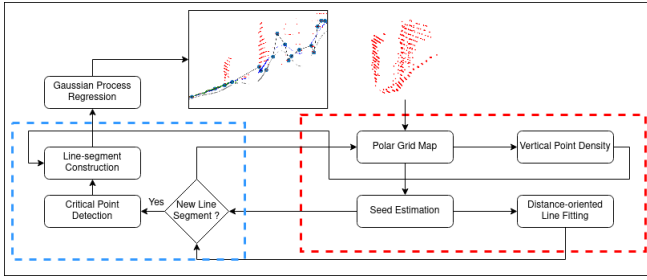 Gaussian Process
Regression
Line-segment
Construction
Critical Point
Detection
Yes
New Line
Segment ?
Polar Grid Map
Vertical Point Density
Seed Estimation
Distance-oriented
Line Fitting